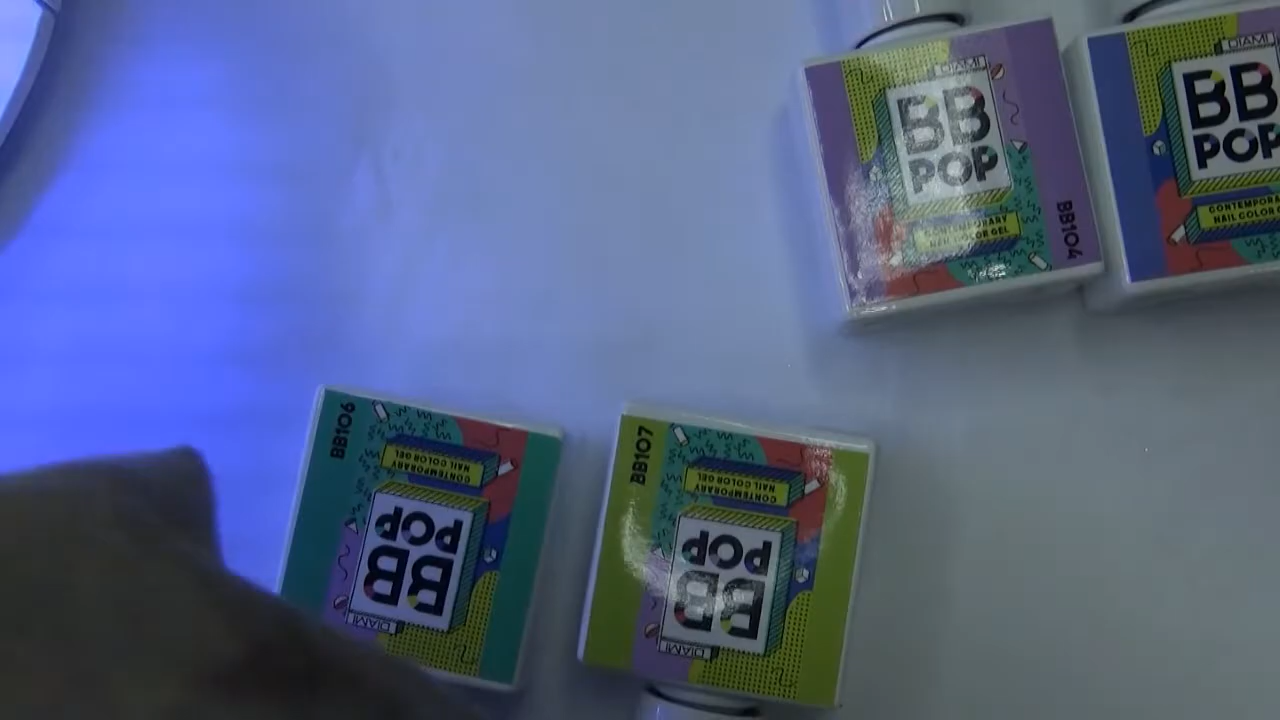 DIAMI
BB
POP
CONTEMPORARY
NAIL COLOR GEL
BB104
DIAMI
BB
POP
CONTEMPORA
NAIL COLOR G
BB106
CONTEMPORARY
NAIL COLOR GEL
BB
POP
DIAMI
BB107
CONTEMPORARY
NAIL COLOR GEL
BB
POP
DIAMI